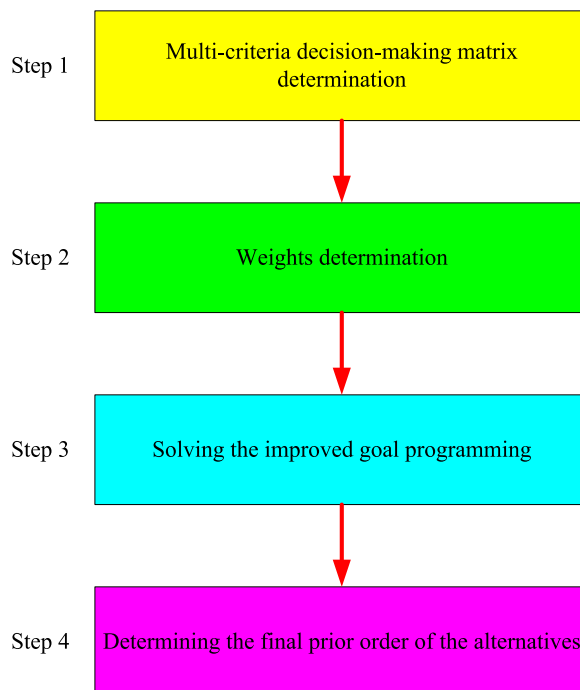 Step 1
Multi-criteria decision-making matrix
determination
Step 2
Weights determination
Step 3
Solving the improved goal programming
Step 4
Determining the final prior order of the alternatives